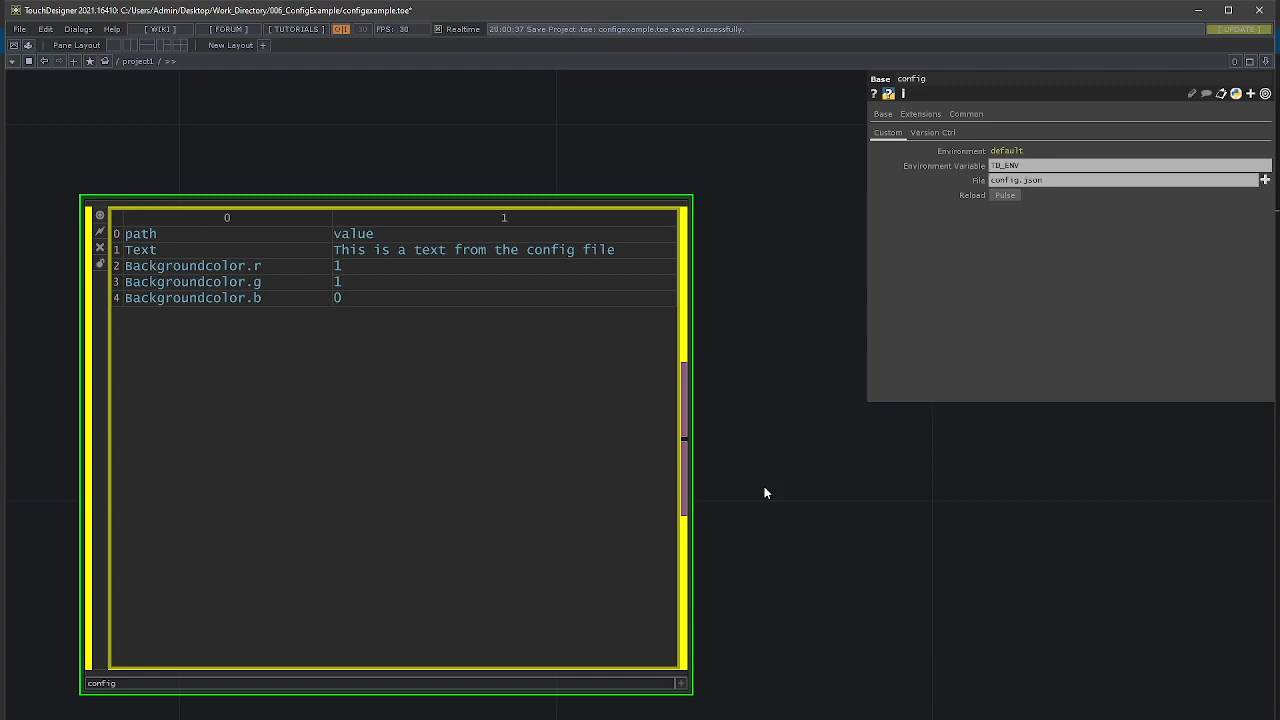 TouchDesigner 2021.16410: C:/Users/Admin/Desktop/Work_Directory/006_ConfigExample/configexample.toe*
File Edit Dialogs Help [ WIKI ] [ FORUM ] [ TUTORIALS ] O|I 30 FPS: 30 Realtime 20:00:37 Save Project .toe: configexample.toe saved successfully. [ UPDATE ]
Pane Layout New Layout +
/ project1 / >> 0
Base config
? ? i
Base Extensions Common
Custom Version Ctrl
Environment default
Environment Variable TD_ENV
File config.json +
Reload Pulse
0 1
0 path value
1 Text This is a text from the config file
2 Backgroundcolor.r 1
3 Backgroundcolor.g 1
4 Backgroundcolor.b 0
config +